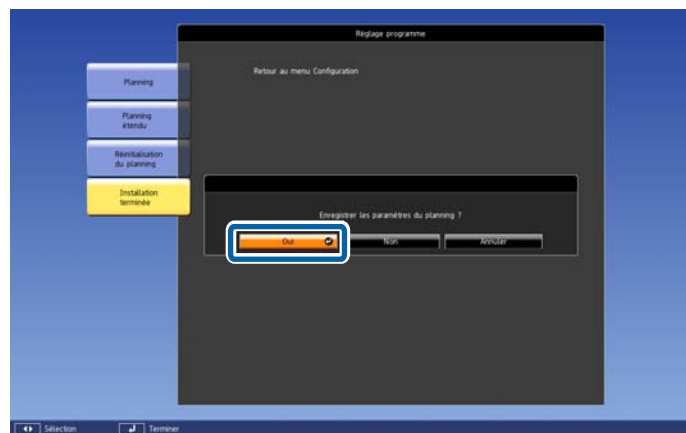 Réglage programme
Retour au menu Configuration
Planning
Planning
étendu
Réinitialisation
du planning
Installation
terminée
Enregistrer les paramètres du planning ?
Oui
Non
Annuler
Sélection
Terminer